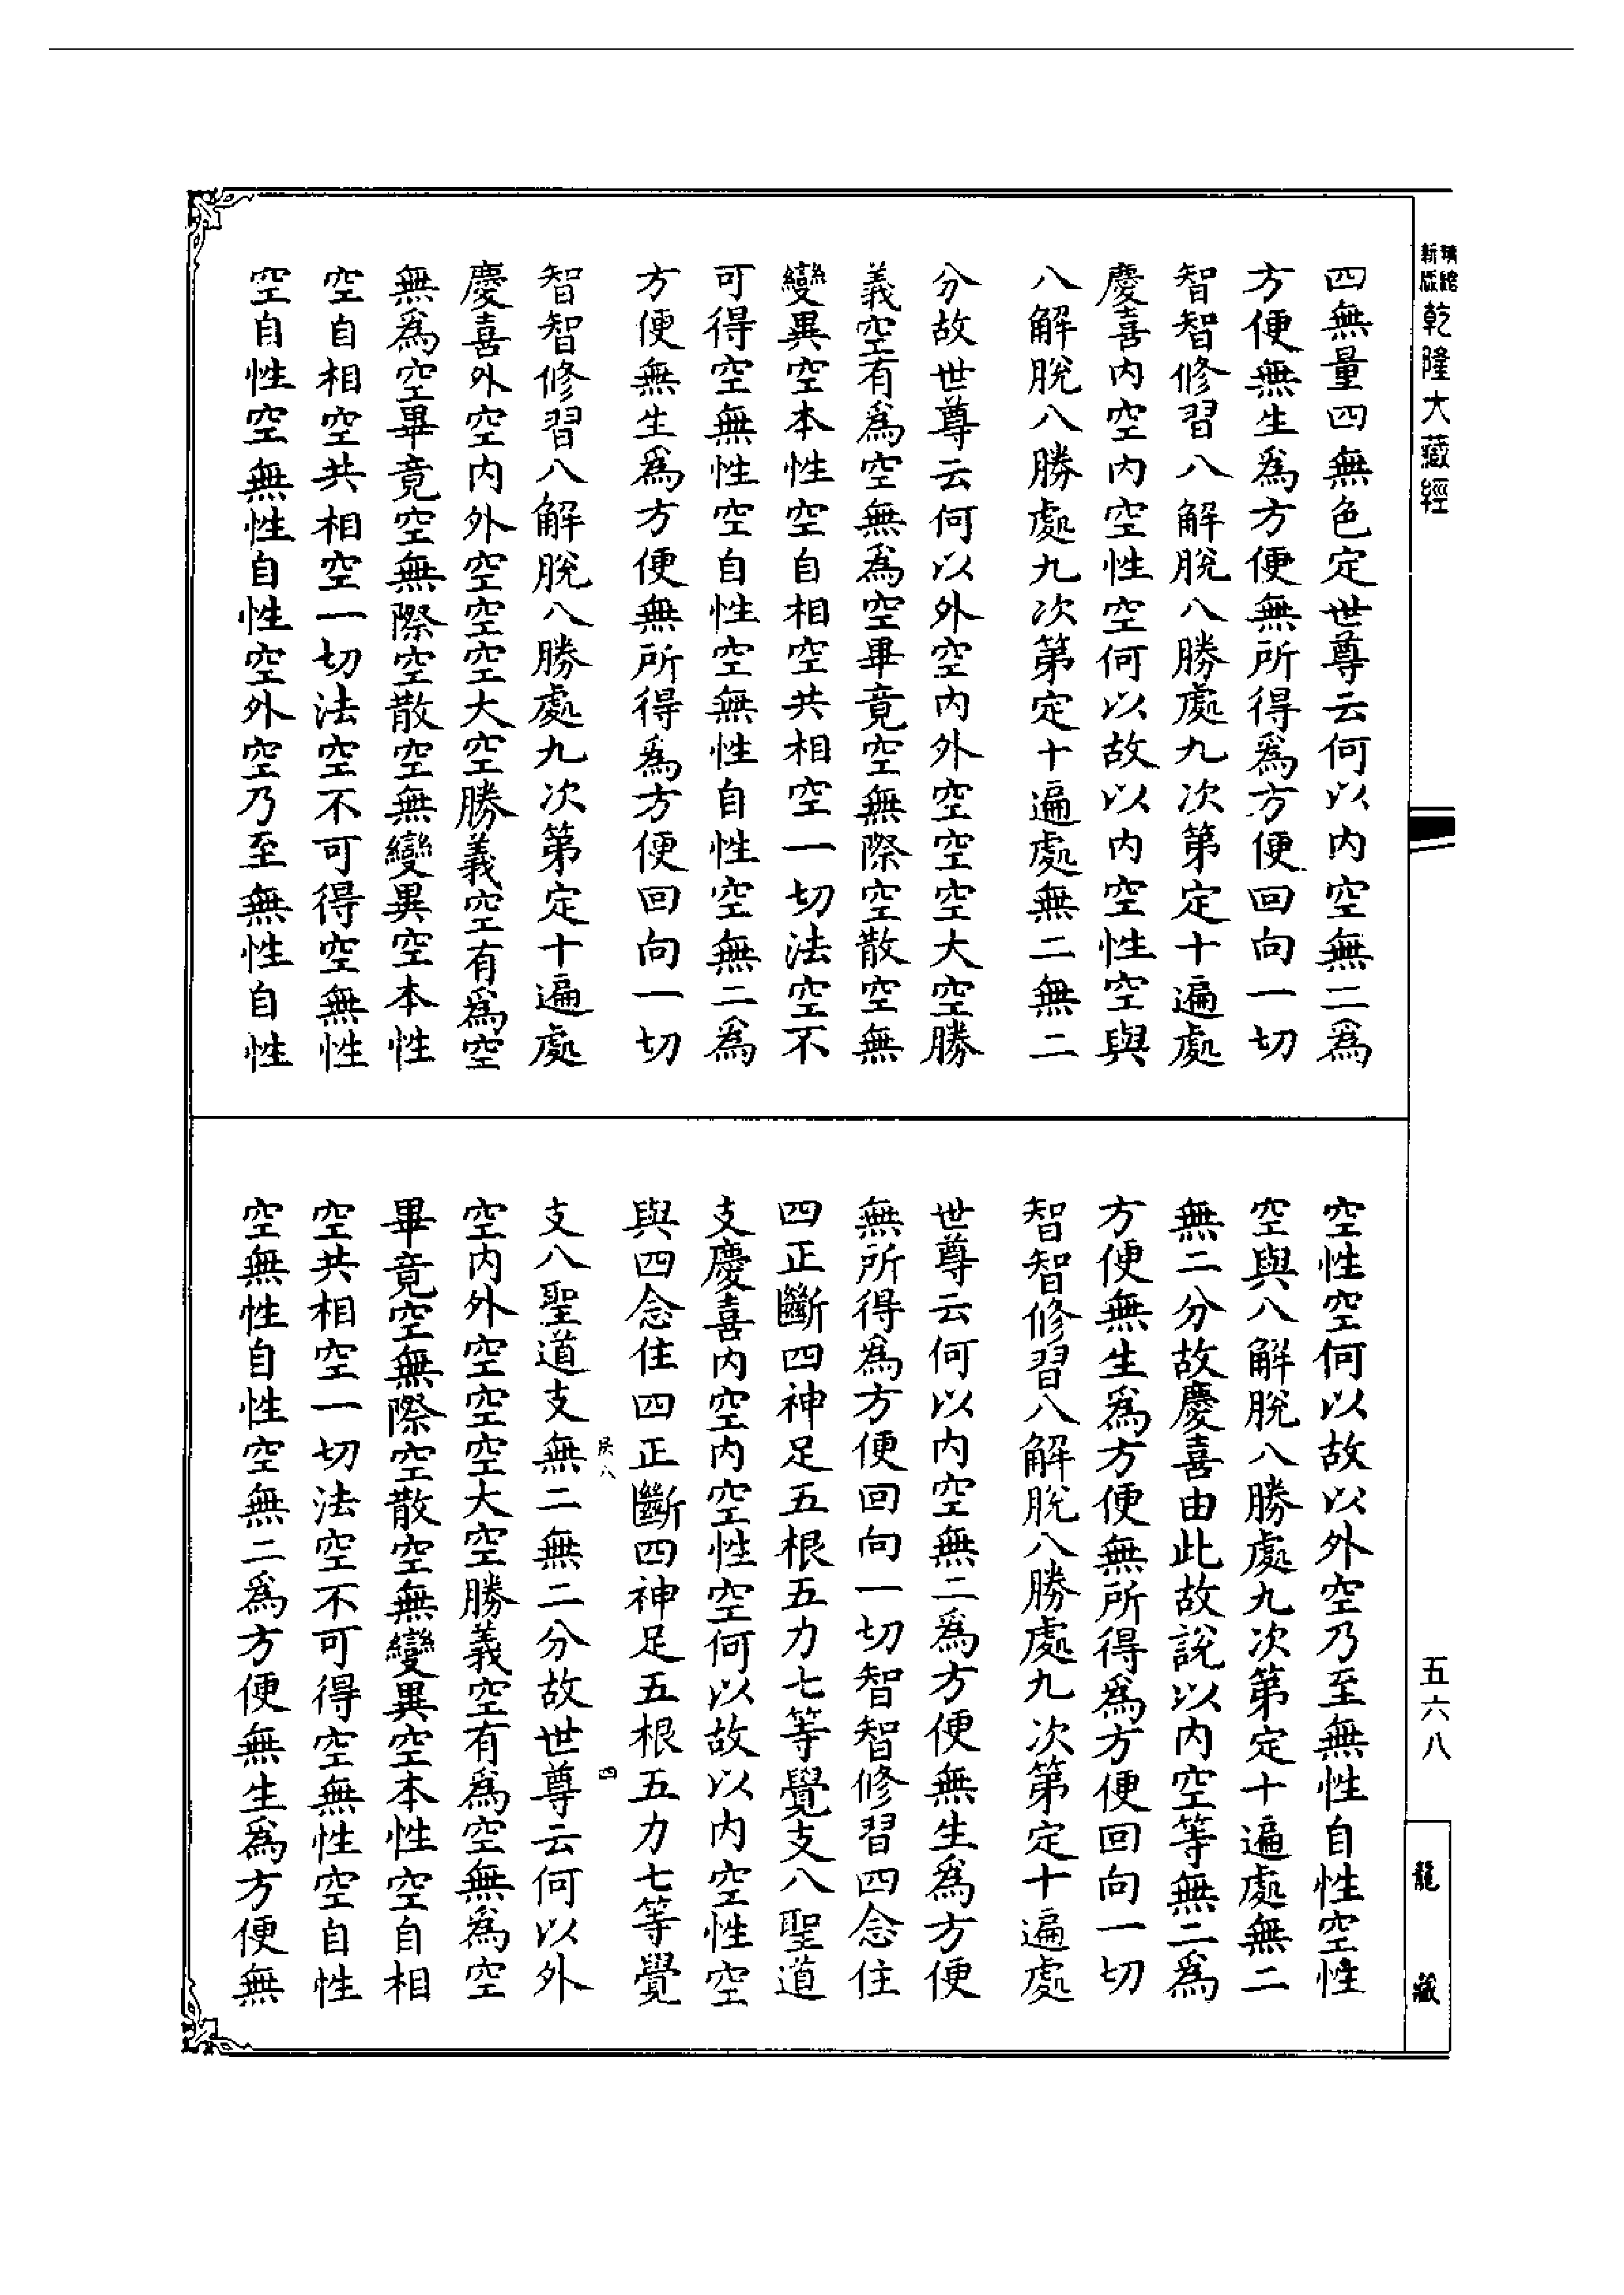 新版精縮
乾隆大藏經
四無量四無色定世尊云何以内空無二爲
方便無生爲方便無所得爲方便回向一切
智智修習八解脫八勝處九次第定十遍處
慶喜内空内空性空何以故以内空性空與
八解脫八勝處九次第定十遍處無二無二
分故世尊云何以外空内外空空空大空勝
義空有爲空無爲空畢竟空無際空散空無
變異空本性空自相空共相空一切法空不
可得空無性空自性空無性自性空無二爲
方便無生爲方便無所得爲方便回向一切
智智修習八解脫八勝處九次第定十遍處
慶喜外空内外空空空大空勝義空有爲空
無爲空畢竟空無際空散空無變異空本性
空自相空共相空一切法空不可得空無性
空自性空無性自性空外空乃至無性自性
空性空何以故以外空乃至無性自性空性
空與八解脫八勝處九次第定十遍處無二
無二分故慶喜由此故說以内空等無二爲
方便無生爲方便無所得爲方便回向一切
智智修習八解脫八勝處九次第定十遍處
世尊云何以内空無二爲方便無生爲方便
無所得爲方便回向一切智智修習四念住
四正斷四神足五根五力七等覺支八聖道
支慶喜内空内空性空何以故以内空性空
與四念住四正斷四神足五根五力七等覺
支八聖道支無二無二分故世尊云何以外
空内外空空空大空勝義空有爲空無爲空
畢竟空無際空散空無變異空本性空自相
空共相空一切法空不可得空無性空自性
空無性自性空無二爲方便無生爲方便無
八
四
五六八
龍藏